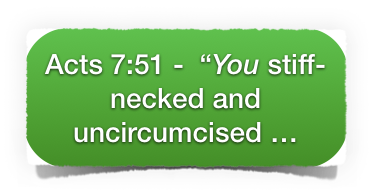 Acts 7:51 -  “You stiff-
necked and
uncircumcised …